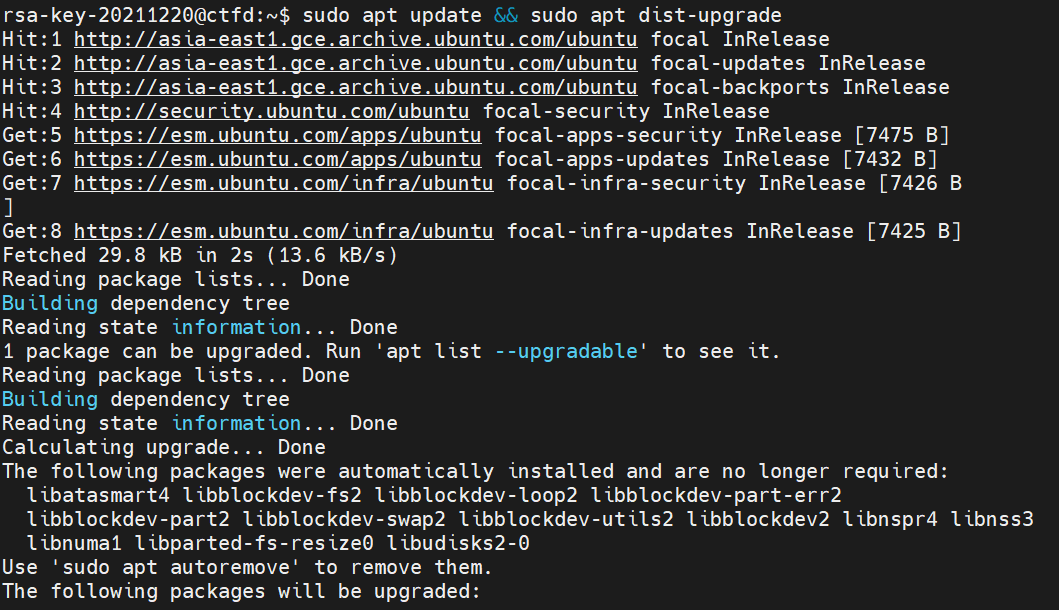 rsa-key-20211220@ctfd:~$ sudo apt update && sudo apt dist-upgrade
Hit:1 http://asia-east1.gce.archive.ubuntu.com/ubuntu focal InRelease
Hit:2 http://asia-east1.gce.archive.ubuntu.com/ubuntu focal-updates InRelease
Hit:3 http://asia-east1.gce.archive.ubuntu.com/ubuntu focal-backports InRelease
Hit:4 http://security.ubuntu.com/ubuntu focal-security InRelease
Get:5 https://esm.ubuntu.com/apps/ubuntu focal-apps-security InRelease [7475 B]
Get:6 https://esm.ubuntu.com/apps/ubuntu focal-apps-updates InRelease [7432 B]
Get:7 https://esm.ubuntu.com/infra/ubuntu focal-infra-security InRelease [7426 B
]
Get:8 https://esm.ubuntu.com/infra/ubuntu focal-infra-updates InRelease [7425 B]
Fetched 29.8 kB in 2s (13.6 kB/s)
Reading package lists... Done
Building dependency tree
Reading state information... Done
1 package can be upgraded. Run 'apt list --upgradable' to see it.
Reading package lists... Done
Building dependency tree
Reading state information... Done
Calculating upgrade... Done
The following packages were automatically installed and are no longer required:
  libatasmart4 libblockdev-fs2 libblockdev-loop2 libblockdev-part-err2
  libblockdev-part2 libblockdev-swap2 libblockdev-utils2 libblockdev2 libnspr4 libnss3
  libnuma1 libparted-fs-resize0 libudisks2-0
Use 'sudo apt autoremove' to remove them.
The following packages will be upgraded: